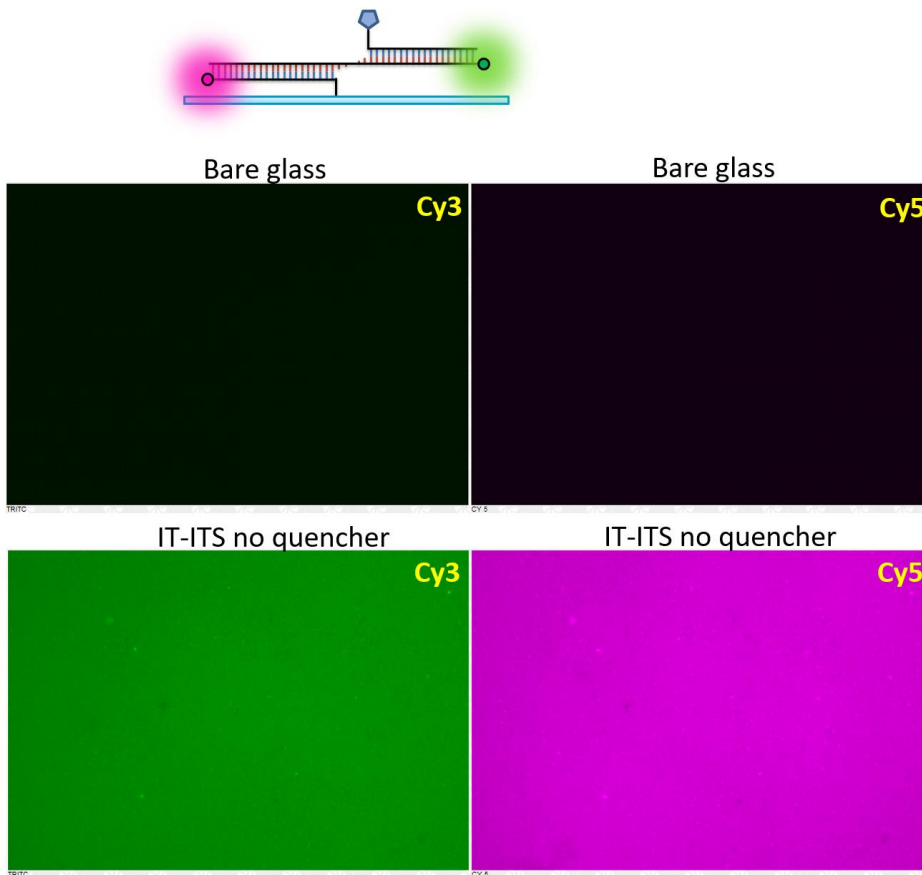 Bare glass
Bare glass
Cy3
Cy5
TRITC
CY 5
IT-ITS no quencher
IT-ITS no quencher
Cy3
Cy5
TRITC
CY 5